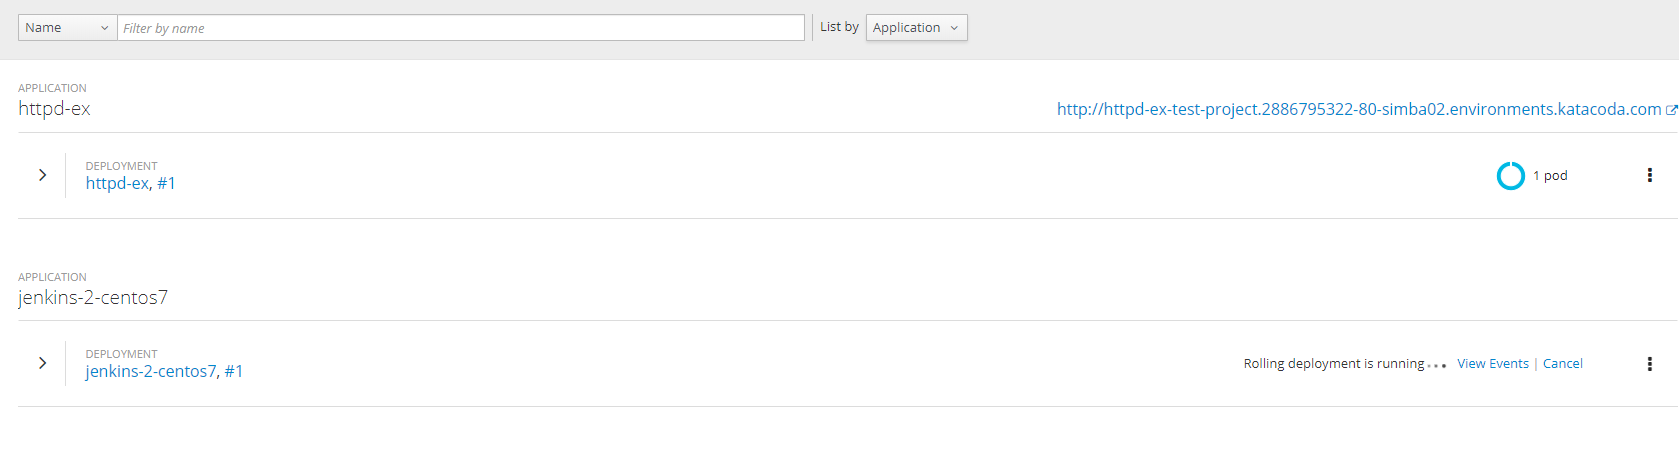 Name Filter by name List by Application
APPLICATION
httpd-ex http://httpd-ex-test-project.2886795322-80-simba02.environments.katacoda.com
DEPLOYMENT
httpd-ex, #1 1 pod
APPLICATION
jenkins-2-centos7
DEPLOYMENT
jenkins-2-centos7, #1 Rolling deployment is running... View Events | Cancel